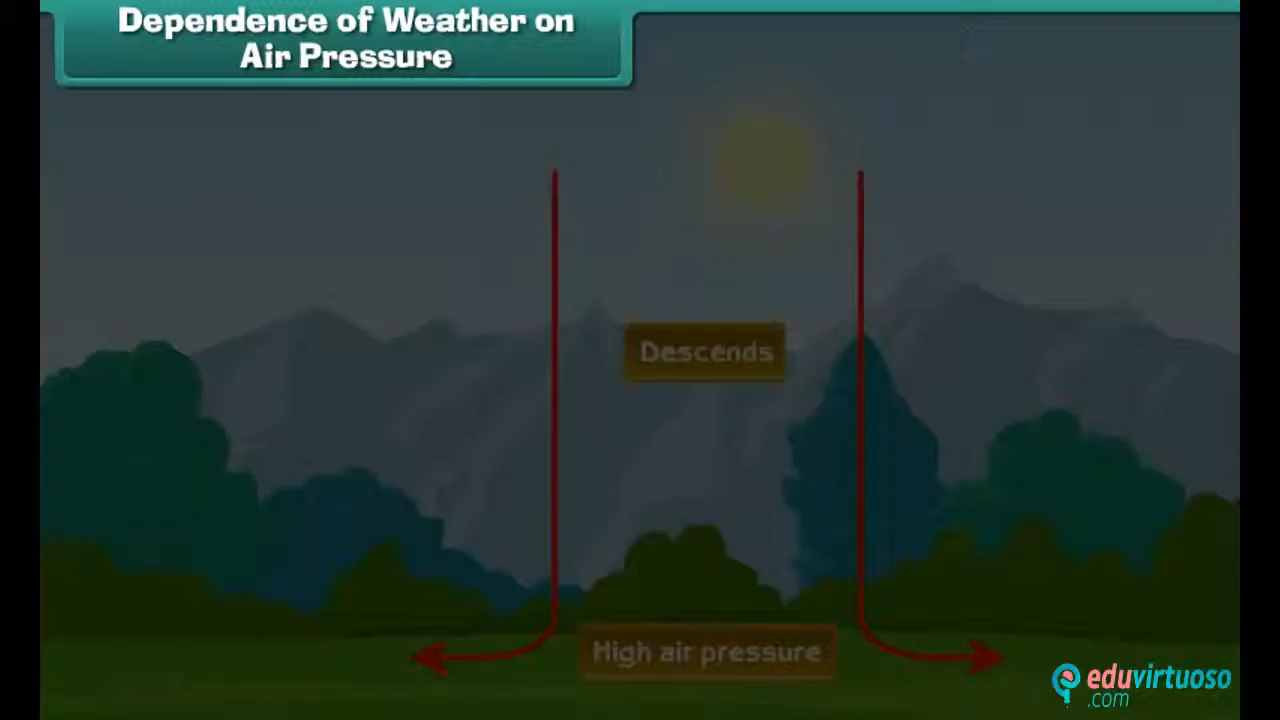 Dependence of Weather on
Air Pressure
Descends
High air pressure
eduvirtuoso
.com